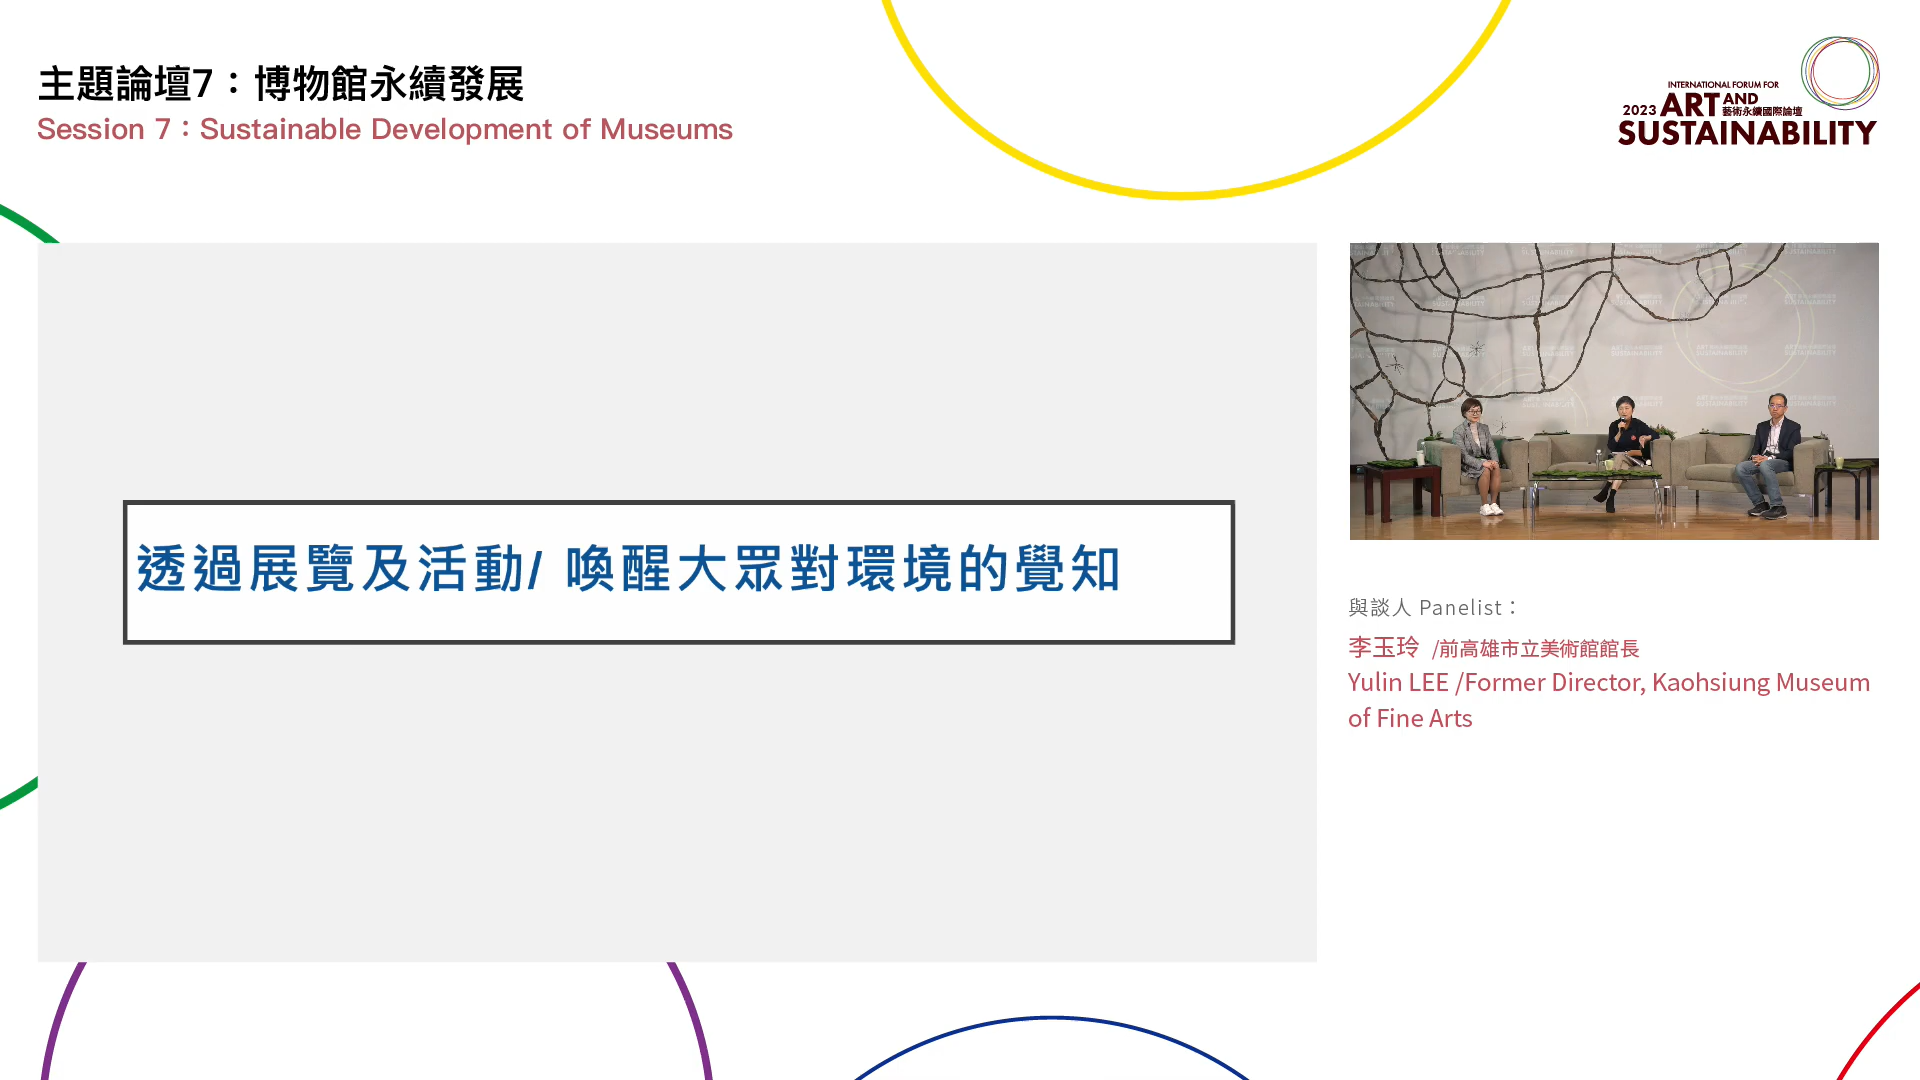 主題論壇7：博物館永續發展
Session 7：Sustainable Development of Museums
INTERNATIONAL FORUM FOR
2023 ART AND 藝術永續國際論壇
SUSTAINABILITY
透過展覽及活動/ 喚醒大眾對環境的覺知
與談人 Panelist：
李玉玲 /前高雄市立美術館館長
Yulin LEE /Former Director, Kaohsiung Museum
of Fine Arts